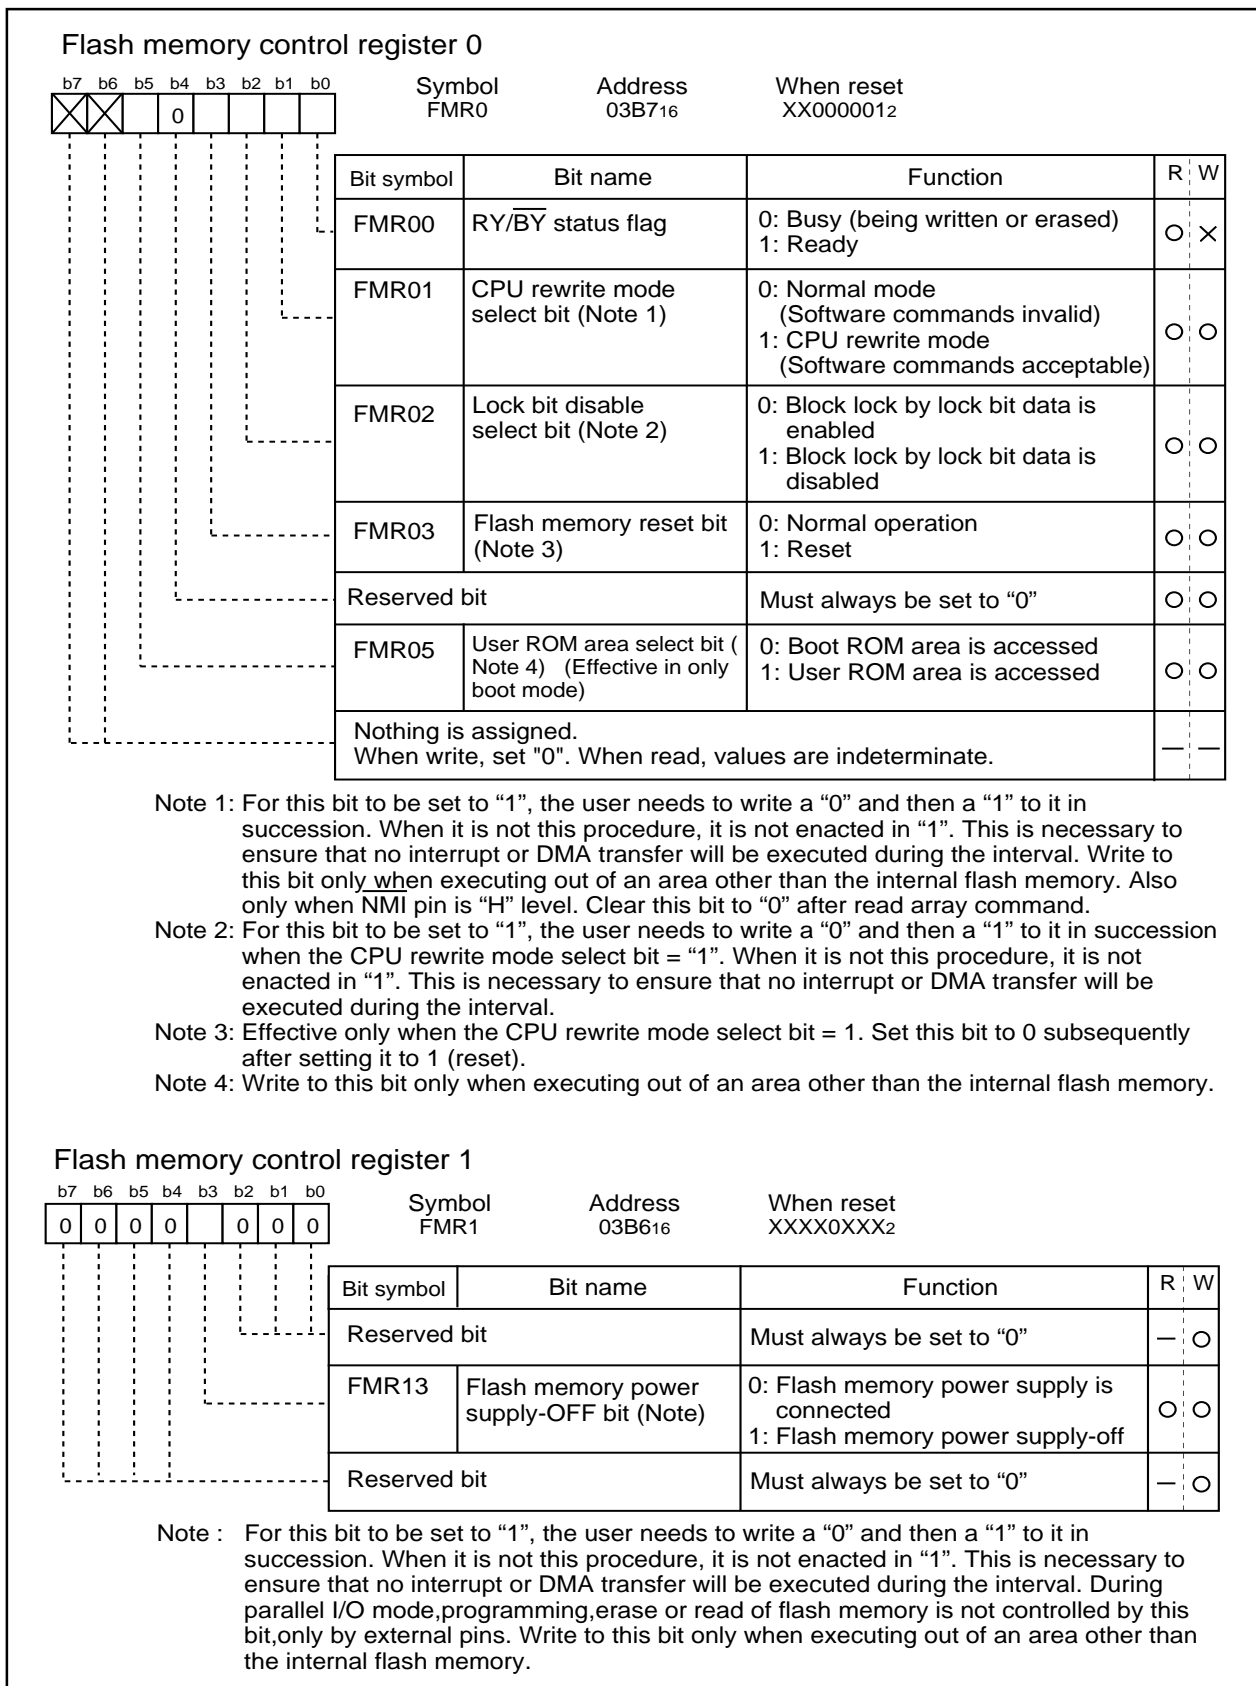 Flash memory control register 0
b7 b6 b5 b4 b3 b2 b1 b0
Symbol Address When reset
FMR0 03B716 XX0000012
0
Bit symbol Bit name Function R W
FMR00 RY/BY status flag 0: Busy (being written or erased)
1: Ready
FMR01 CPU rewrite mode 0: Normal mode
select bit (Note 1) (Software commands invalid)
1: CPU rewrite mode
(Software commands acceptable)
FMR02 Lock bit disable 0: Block lock by lock bit data is
select bit (Note 2) enabled
1: Block lock by lock bit data is
disabled
FMR03 Flash memory reset bit 0: Normal operation
(Note 3) 1: Reset
Reserved bit Must always be set to “0”
FMR05 User ROM area select bit ( 0: Boot ROM area is accessed
Note 4) (Effective in only 1: User ROM area is accessed
boot mode)
Nothing is assigned.
When write, set "0". When read, values are indeterminate.
Note 1: For this bit to be set to “1”, the user needs to write a “0” and then a “1” to it in
succession. When it is not this procedure, it is not enacted in “1”. This is necessary to
ensure that no interrupt or DMA transfer will be executed during the interval. Write to
this bit only when executing out of an area other than the internal flash memory. Also
only when NMI pin is “H” level. Clear this bit to “0” after read array command.
Note 2: For this bit to be set to “1”, the user needs to write a “0” and then a “1” to it in succession
when the CPU rewrite mode select bit = “1”. When it is not this procedure, it is not
enacted in “1”. This is necessary to ensure that no interrupt or DMA transfer will be
executed during the interval.
Note 3: Effective only when the CPU rewrite mode select bit = 1. Set this bit to 0 subsequently
after setting it to 1 (reset).
Note 4: Write to this bit only when executing out of an area other than the internal flash memory.
Flash memory control register 1
b7 b6 b5 b4 b3 b2 b1 b0
Symbol Address When reset
FMR1 03B616 XXXX0XXX2
0 0 0 0 0 0 0
Bit symbol Bit name Function R W
Reserved bit Must always be set to “0”
FMR13 Flash memory power 0: Flash memory power supply is
supply-OFF bit (Note) connected
1: Flash memory power supply-off
Reserved bit Must always be set to “0”
Note : For this bit to be set to “1”, the user needs to write a “0” and then a “1” to it in
succession. When it is not this procedure, it is not enacted in “1”. This is necessary to
ensure that no interrupt or DMA transfer will be executed during the interval. During
parallel I/O mode,programming,erase or read of flash memory is not controlled by this
bit,only by external pins. Write to this bit only when executing out of an area other than
the internal flash memory.